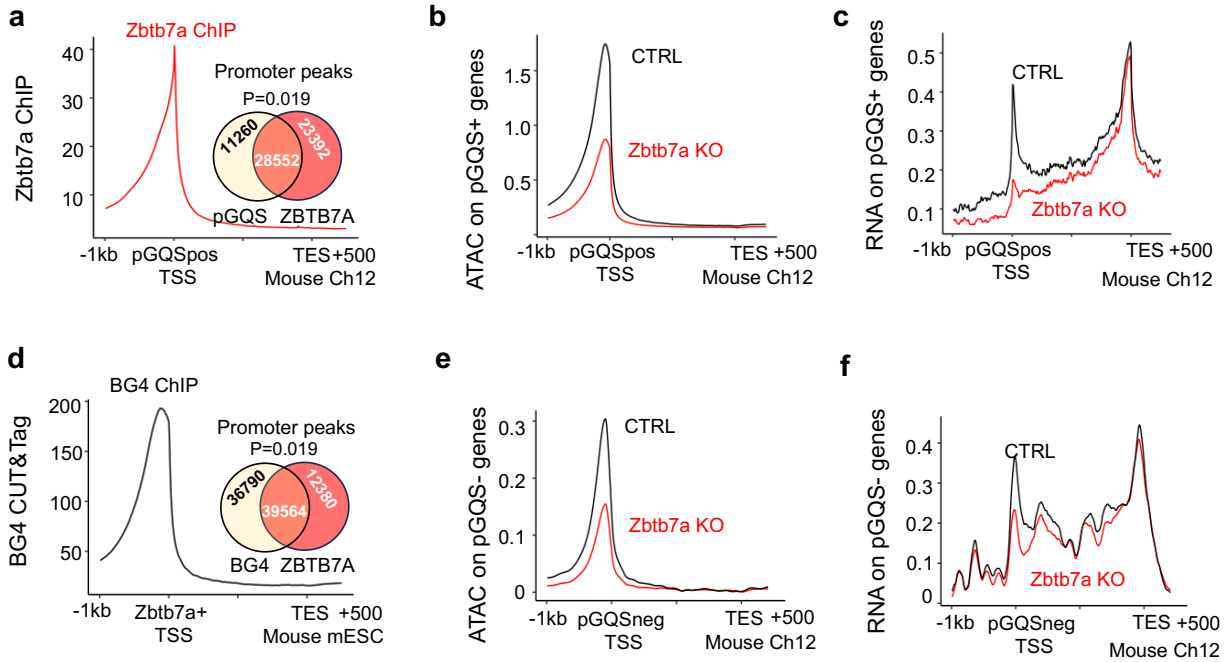 a
Zbtb7a ChIP
Zbtb7a ChIP
40
30
20
10
Promoter peaks
P=0.019
11260
28552
23392
pGQS
ZBTB7A
-1kb
pGQSpos
TSS
TES +500
Mouse Ch12
b
ATAC on pGQS+ genes
1.5
1.0
0.5
CTRL
Zbtb7a KO
-1kb
pGQSpos
TSS
TES +500
Mouse Ch12
c
RNA on pGQS+ genes
0.5
0.4
0.3
0.2
0.1
CTRL
Zbtb7a KO
-1kb
pGQSpos
TSS
TES +500
Mouse Ch12
d
BG4 CUT&Tag
BG4 ChIP
200
150
100
50
Promoter peaks
P=0.019
36790
39564
12380
BG4
ZBTB7A
-1kb
Zbtb7a+
TSS
TES +500
Mouse mESC
e
ATAC on pGQS- genes
0.3
0.2
0.1
0
CTRL
Zbtb7a KO
-1kb
pGQSneg
TSS
TES +500
Mouse Ch12
f
RNA on pGQS- genes
0.4
0.3
0.2
0.1
0
CTRL
Zbtb7a KO
-1kb
pGQSneg
TSS
TES +500
Mouse Ch12